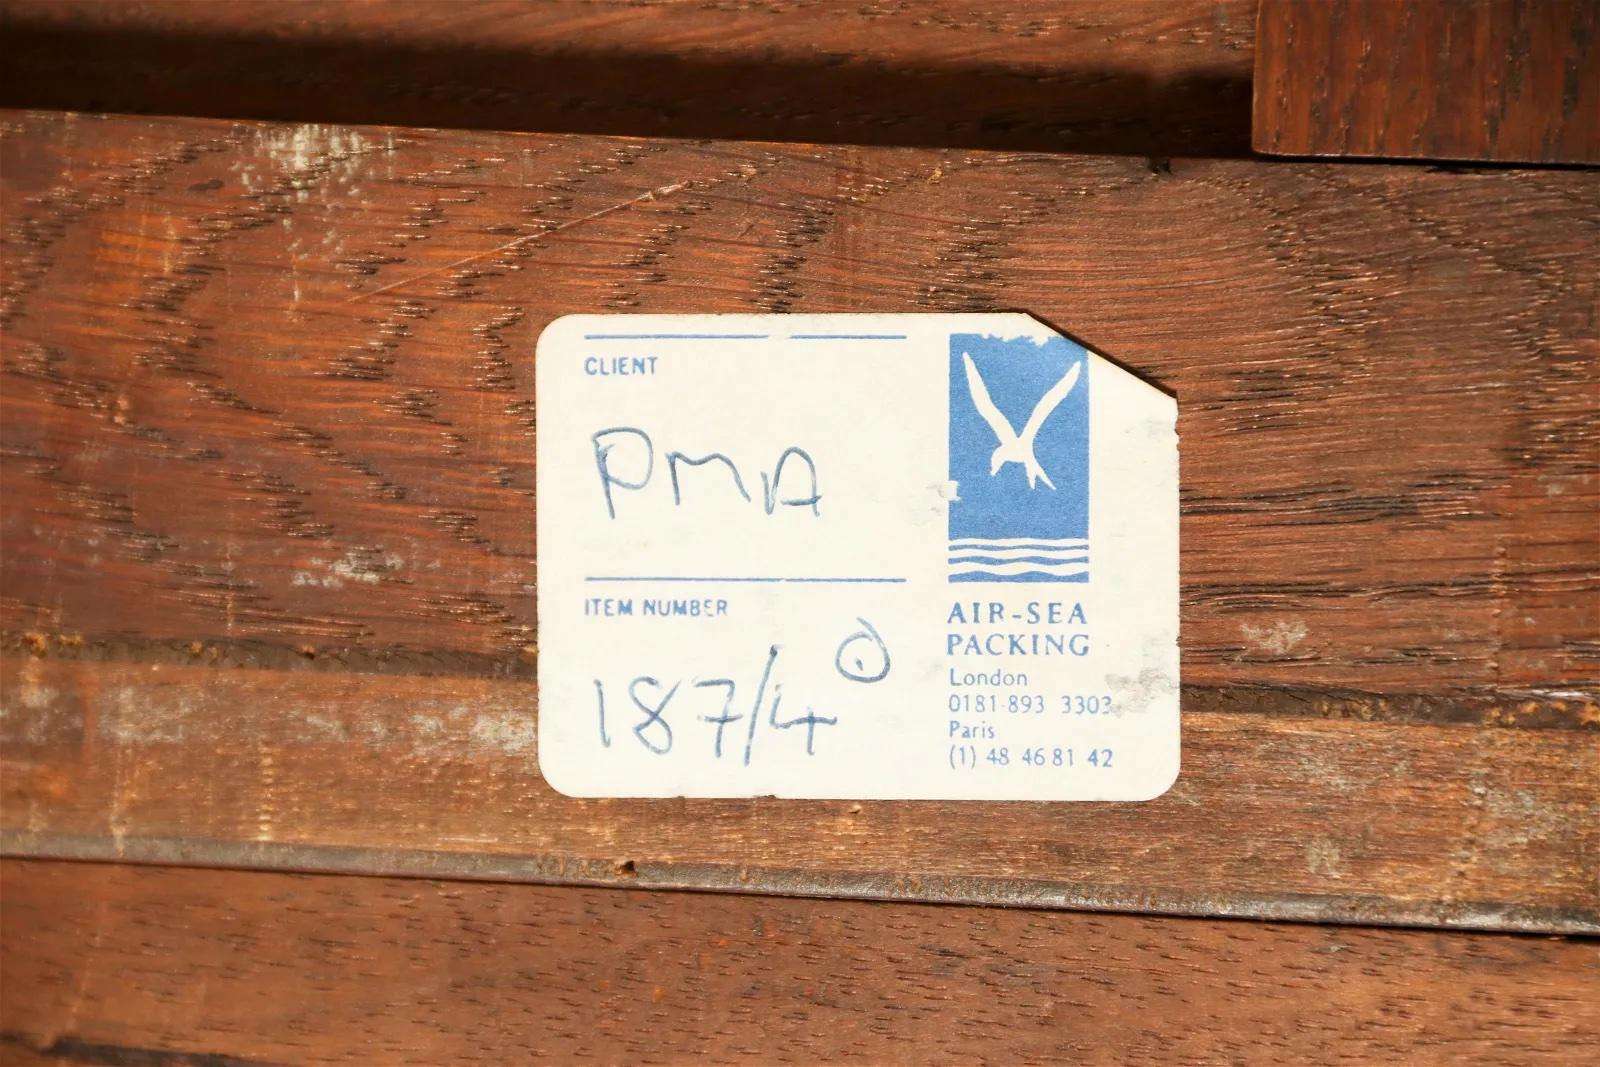 CLIENT
PMA
ITEM NUMBER
187/4
AIR-SEA
PACKING
London
0181-893 3303
Paris
(1) 48 46 81 42